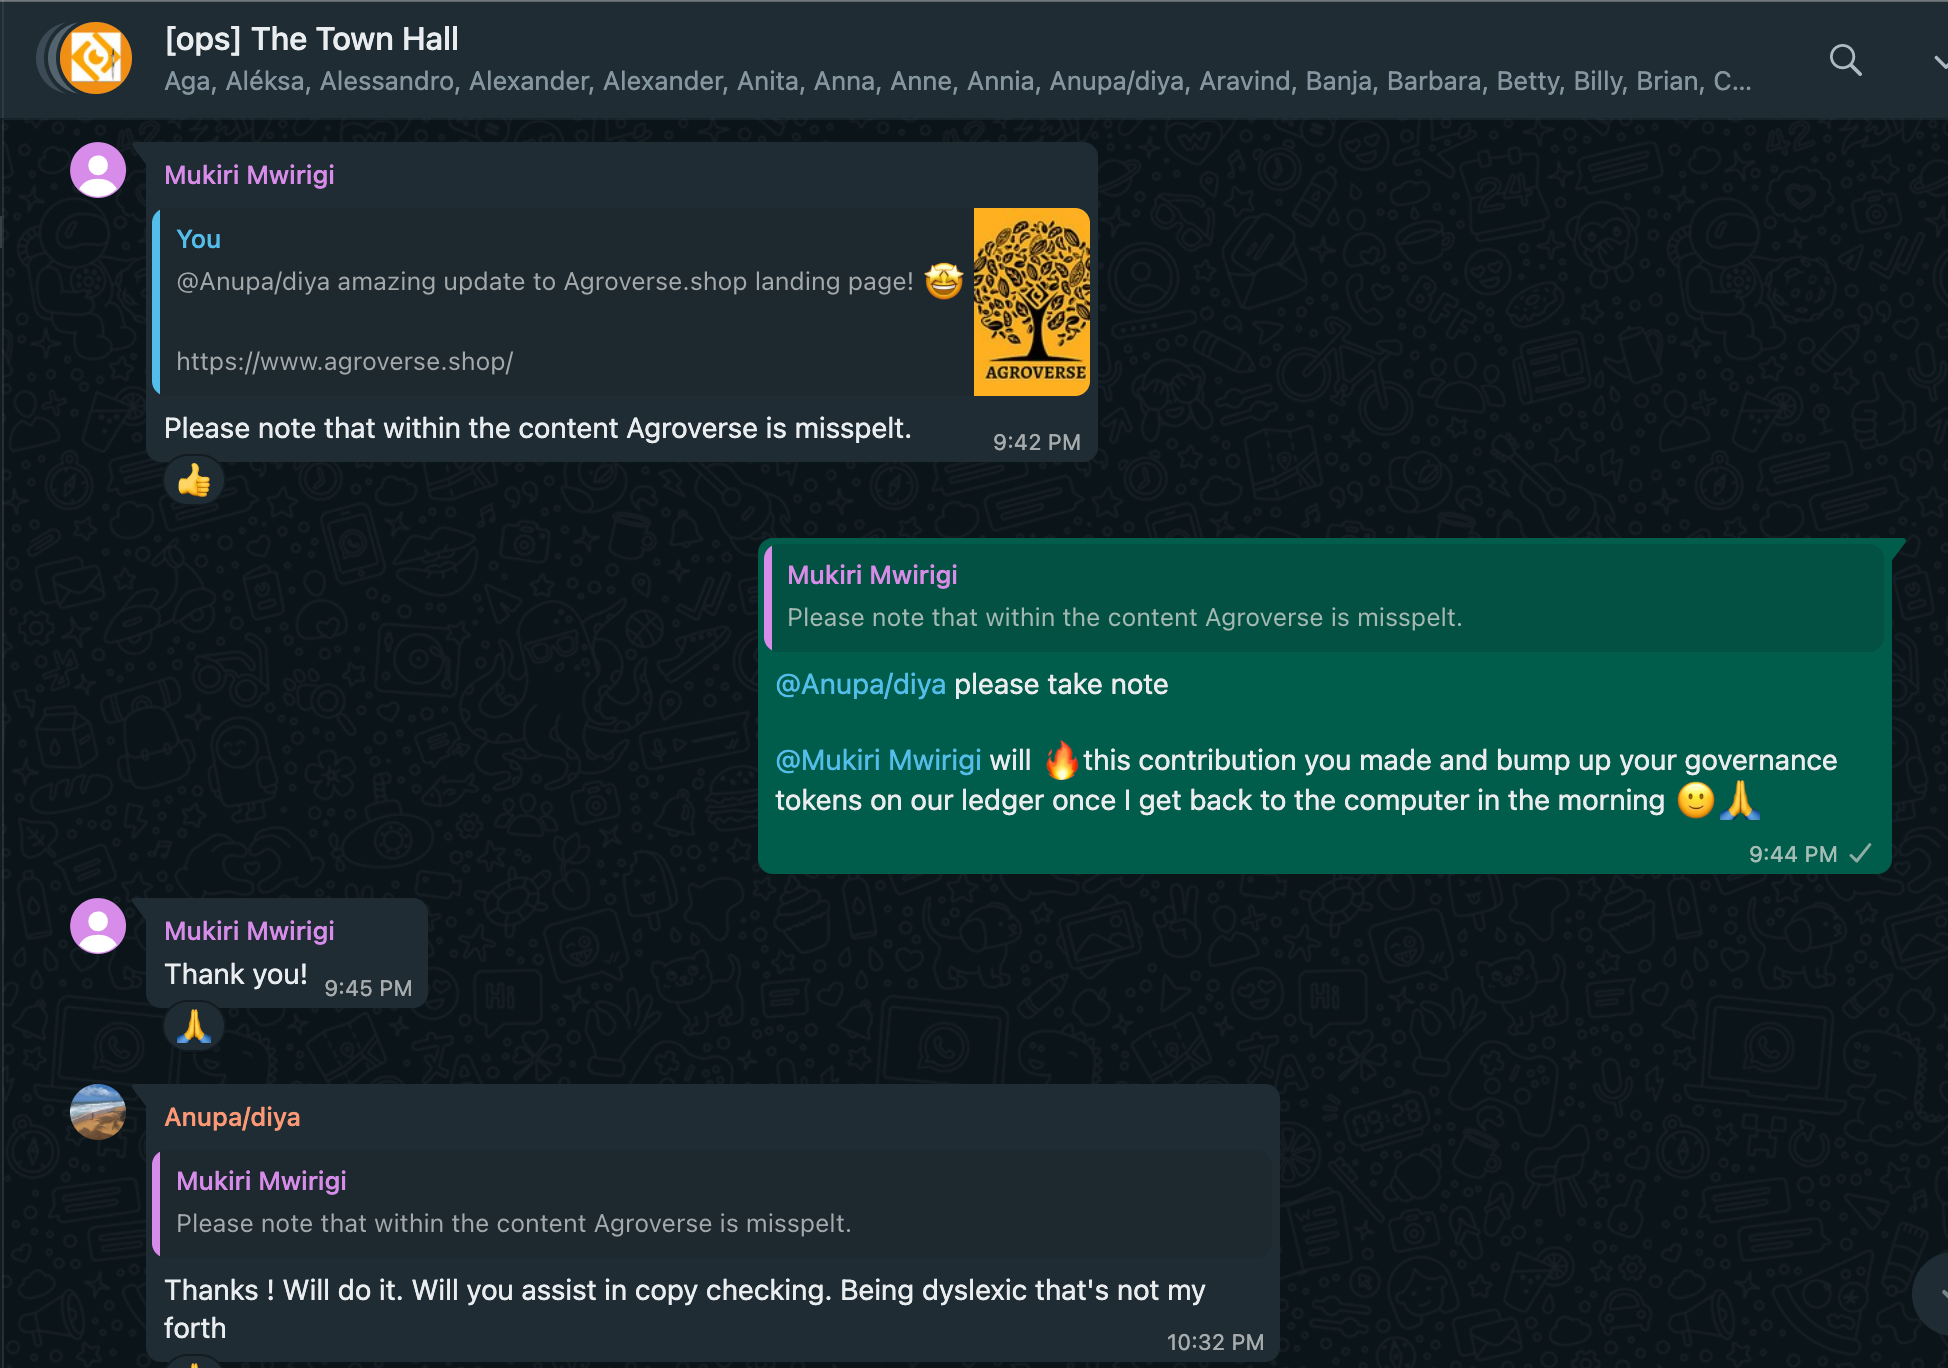 [ops] The Town Hall
Aga, Aléksa, Alessandro, Alexander, Alexander, Anita, Anna, Anne, Annia, Anupa/diya, Aravind, Banja, Barbara, Betty, Billy, Brian, C...
Mukiri Mwirigi
You
@Anupa/diya amazing update to Agroverse.shop landing page! 🤩
https://www.agroverse.shop/
AGROVERSE
Please note that within the content Agroverse is misspelt.
9:42 PM
👍
Mukiri Mwirigi
Please note that within the content Agroverse is misspelt.
@Anupa/diya please take note
@Mukiri Mwirigi will 🔥this contribution you made and bump up your governance
tokens on our ledger once I get back to the computer in the morning 🙂🙏
9:44 PM
Mukiri Mwirigi
Thank you!
9:45 PM
🙏
Anupa/diya
Mukiri Mwirigi
Please note that within the content Agroverse is misspelt.
Thanks ! Will do it. Will you assist in copy checking. Being dyslexic that's not my
forth
10:32 PM